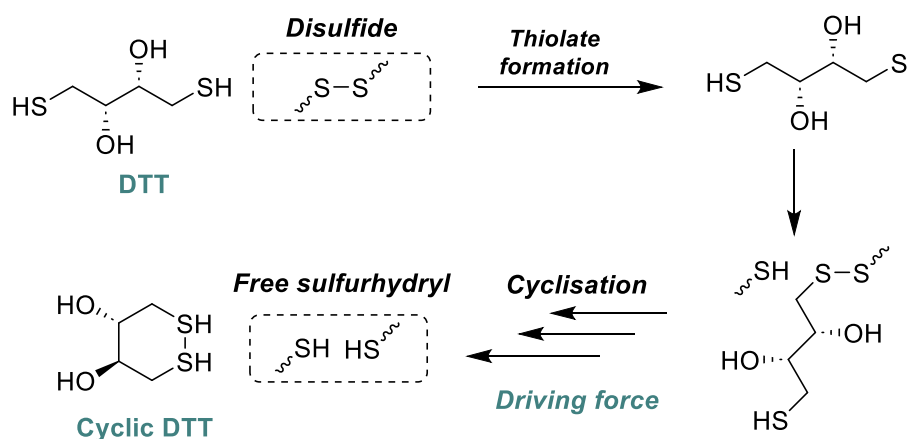 Disulfide
Thiolate
formation
OH
HS
SH
OH
S–S
DTT
OH
HS
S
OH
SH
S–S
OH
HO
HS
Cyclisation
Driving force
Free sulfurhydryl
SH HS
HO
HO
SH
SH
Cyclic DTT